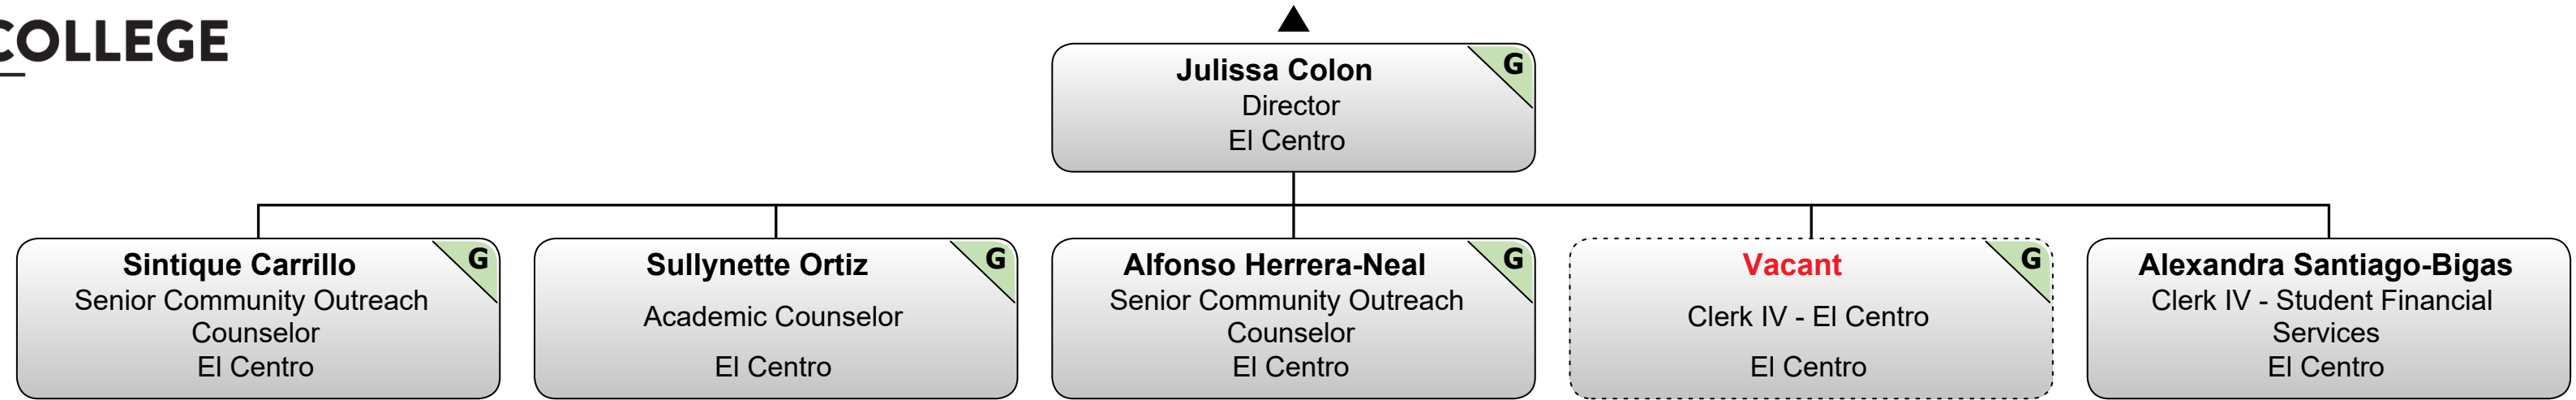 COLLEGE
Julissa Colon
G
Director
El Centro
Sintique Carrillo
G
Senior Community Outreach
Counselor
El Centro
Sullynette Ortiz
G
Academic Counselor
El Centro
Alfonso Herrera-Neal
G
Senior Community Outreach
Counselor
El Centro
Vacant
G
Clerk IV - El Centro
El Centro
Alexandra Santiago-Bigas
Clerk IV - Student Financial
Services
El Centro